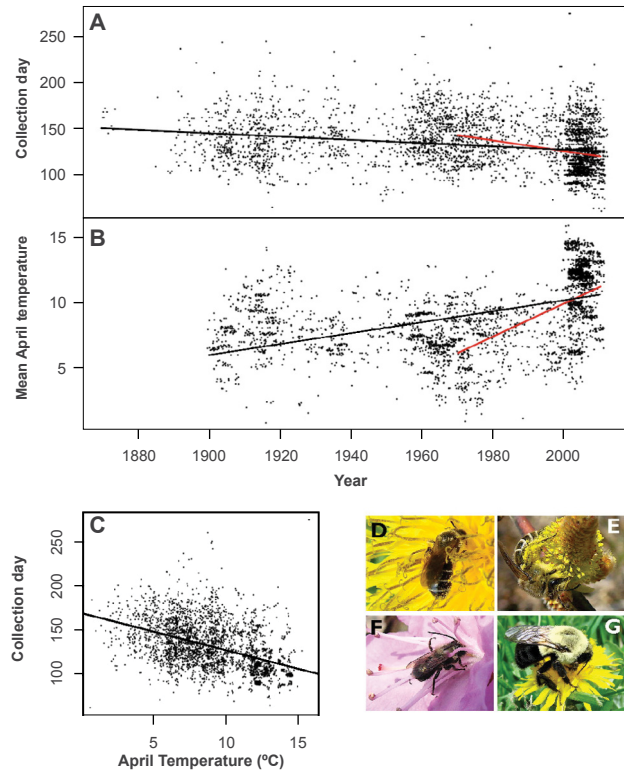 A
Collection day
250
200
150
100
B
Mean April temperature
15
10
5
1880 1900 1920 1940 1960 1980 2000
Year
C
Collection day
250
200
150
100
5 10 15
April Temperature (ºC)
D
E
F
G